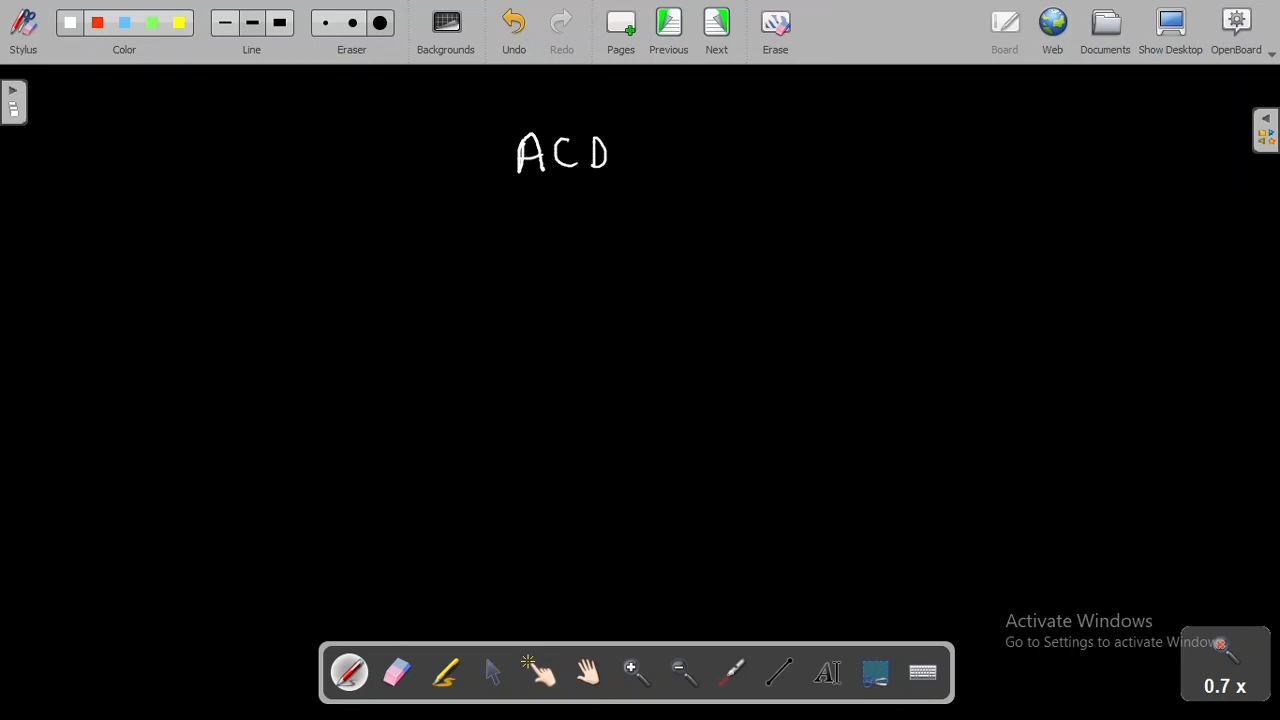 Stylus Color Line Eraser Backgrounds Undo Redo Pages Previous Next Erase Board Web Documents Show Desktop OpenBoard
A C D
Activate Windows
Go to Settings to activate Windows
AI
0.7 x